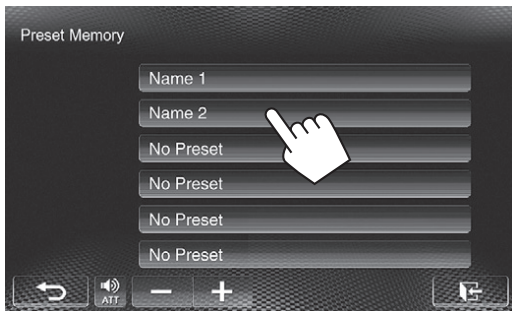 Preset Memory
Name 1
Name 2
No Preset
No Preset
No Preset
No Preset
ATT